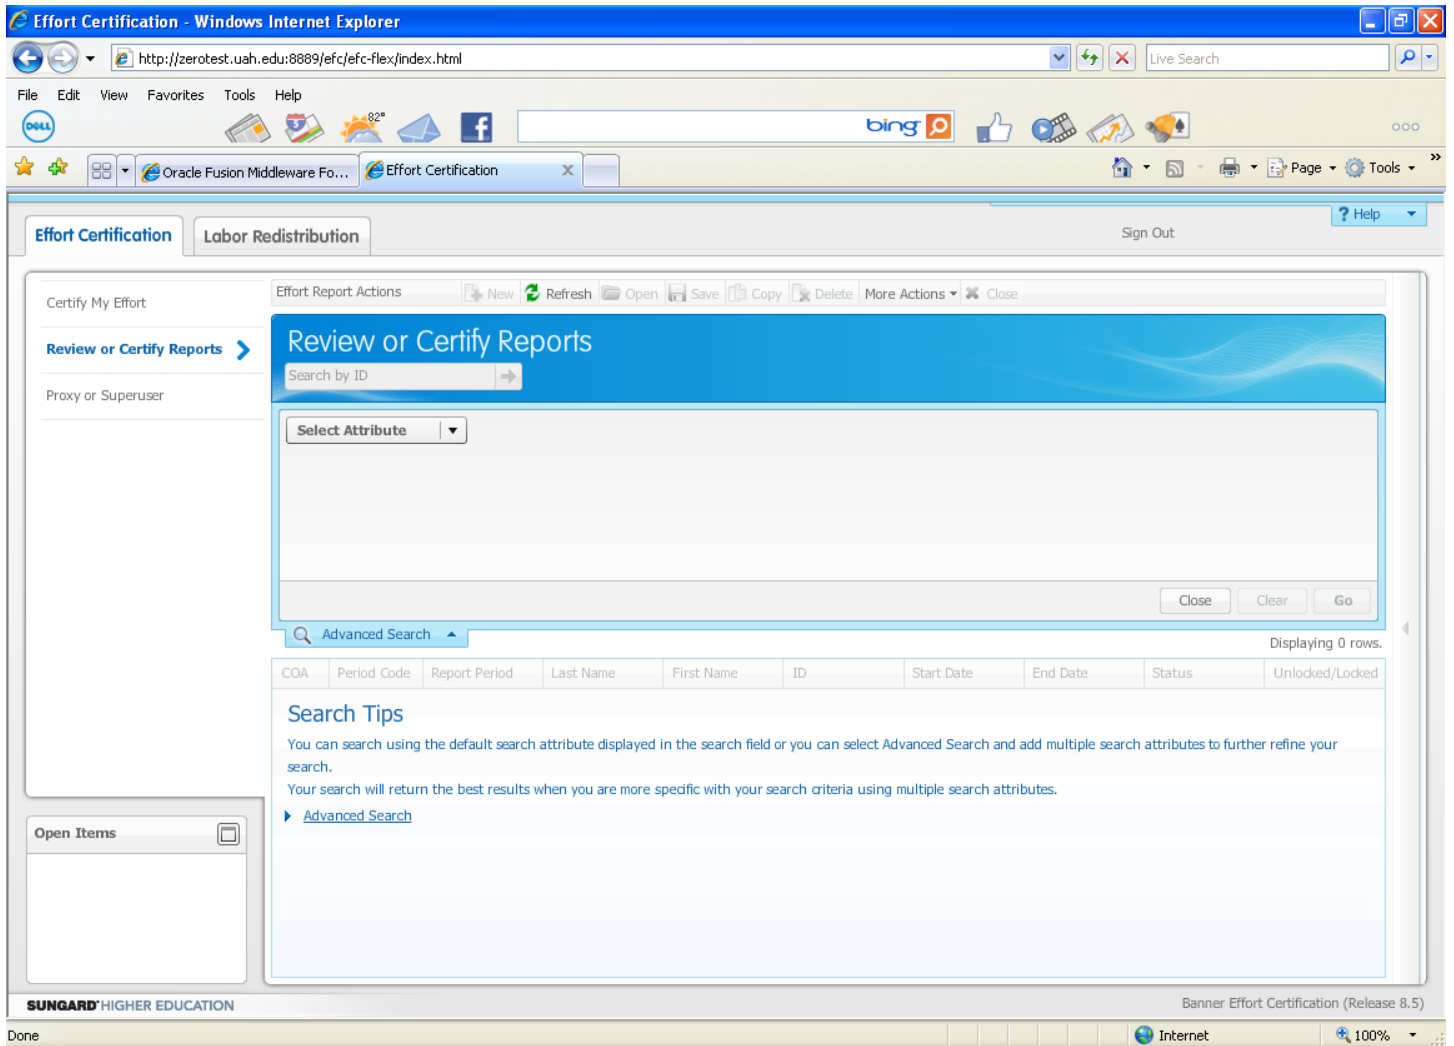 Effort Certification - Windows Internet Explorer
http://zerotest.uah.edu:8889/efc/efc-flex/index.html
Live Search
File Edit View Favorites Tools Help
DELL
5
82°
f
bing
Oracle Fusion Middleware Fo...
Effort Certification
X
Page
Tools
»
Effort Certification
Labor Redistribution
Sign Out
? Help
Certify My Effort
Review or Certify Reports
Proxy or Superuser
Effort Report Actions
New Refresh Open Save Copy Delete More Actions Close
Review or Certify Reports
Search by ID
Select Attribute
Close Clear Go
Advanced Search
Displaying 0 rows.
COA Period Code Report Period Last Name First Name ID Start Date End Date Status Unlocked/Locked
Search Tips
You can search using the default search attribute displayed in the search field or you can select Advanced Search and add multiple search attributes to further refine your
search.
Your search will return the best results when you are more specific with your search criteria using multiple search attributes.
Advanced Search
Open Items
SUNGARD® HIGHER EDUCATION
Banner Effort Certification (Release 8.5)
Done
Internet
100%